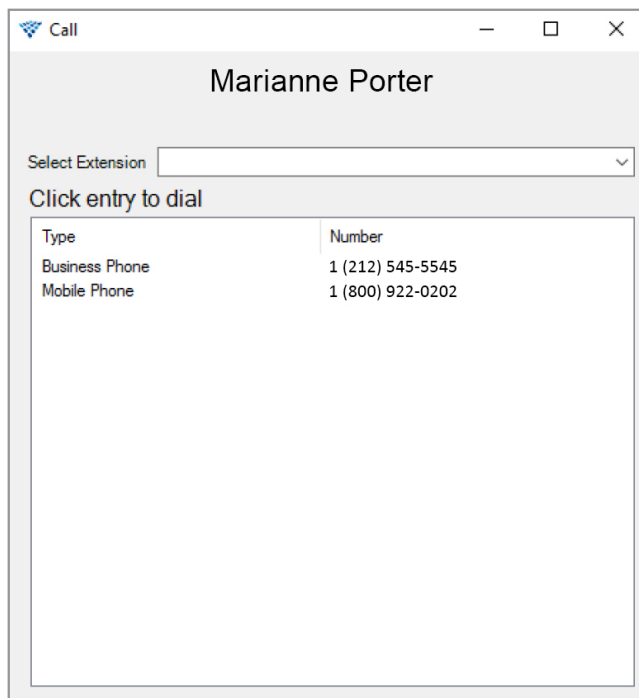 Call
Marianne Porter
Select Extension
Click entry to dial
Type Number
Business Phone 1 (212) 545-5545
Mobile Phone 1 (800) 922-0202